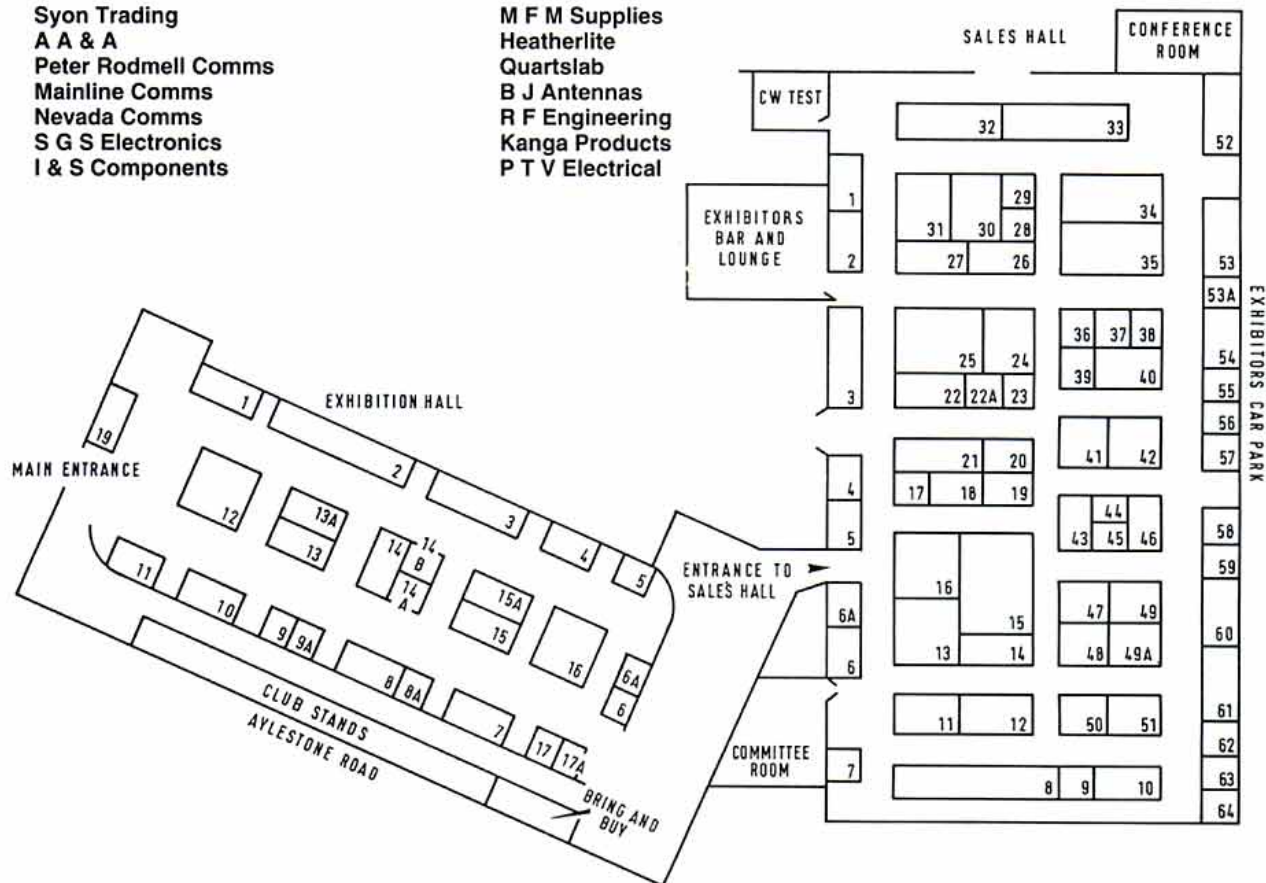 Syon Trading
A A & A
Peter Rodmell Comms
Mainline Comms
Nevada Comms
S G S Electronics
I & S Components
M F M Supplies
Heatherlite
Quartslab
B J Antennas
R F Engineering
Kanga Products
P T V Electrical
SALES HALL
CONFERENCE
ROOM
CW TEST
32
33
52
1
EXHIBITORS
BAR AND
LOUNGE
2
29
31
30
28
27
26
34
35
53
53A
EXHIBITORS CAR PARK
3
25
24
22
22A
23
36
37
38
39
40
54
55
56
57
41
42
4
5
21
20
17
18
19
43
44
45
46
58
59
60
16
15
13
14
47
49
48
49A
6A
6
11
12
50
51
61
62
63
64
COMMITTEE
ROOM
7
8
9
10
EXHIBITION HALL
MAIN ENTRANCE
19
1
2
3
4
5
12
13A
13
14
14
B
14
A
15A
15
16
6A
6
11
10
9
9A
8
8A
7
17
17A
ENTRANCE TO
SALES HALL
CLUB STANDS
AYLESTONE ROAD
BRING AND
BUY